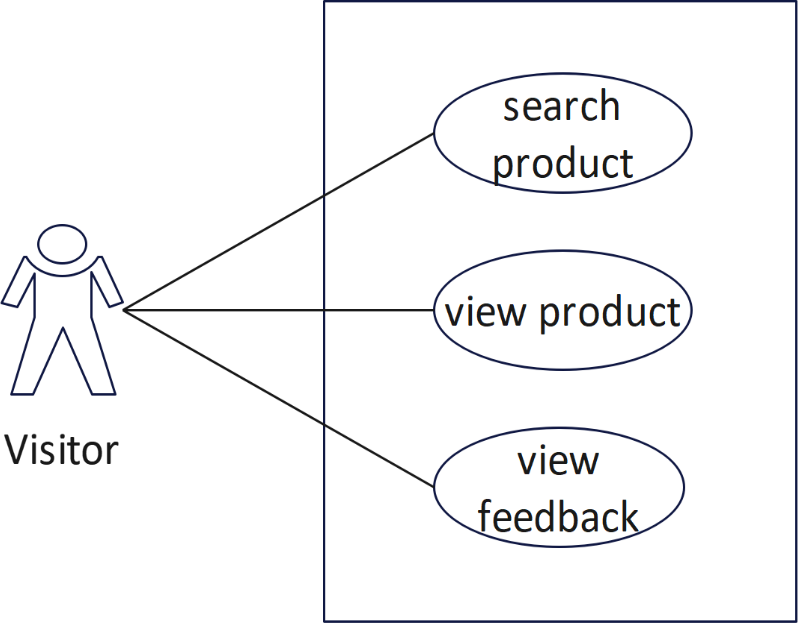 search
product
view product
Visitor
view
feedback